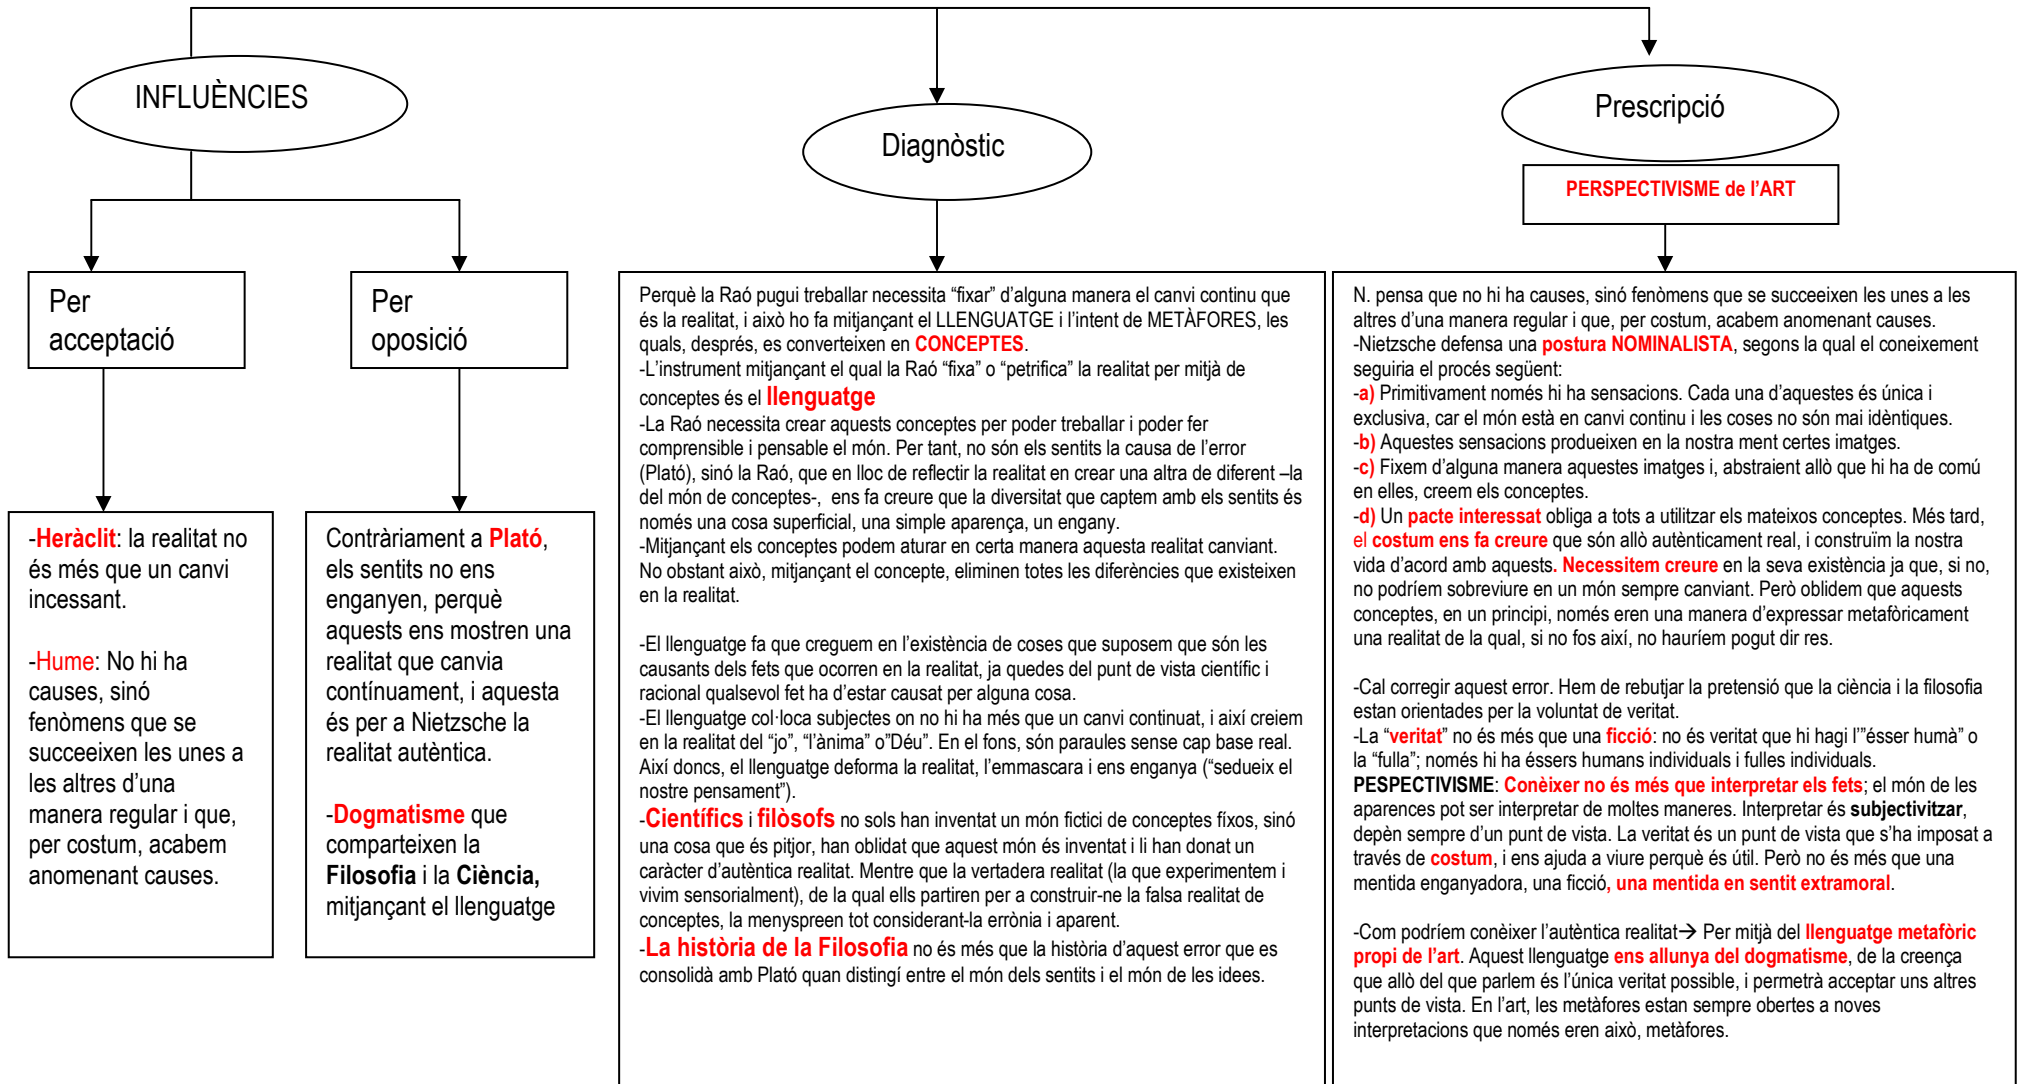 INFLUÈNCIES
Diagnòstic
Prescripció
PERSPECTIVISME de l’ART
Per
acceptació
Per
oposició
-Heràclit: la realitat no
és més que un canvi
incessant.
-Hume: No hi ha
causes, sinó
fenòmens que se
succeeixen les unes a
les altres d’una
manera regular i que,
per costum, acabem
anomenant causes.
Contràriament a Plató,
els sentits no ens
enganyen, perquè
aquests ens mostren una
realitat que canvia
contínuament, i aquesta
és per a Nietzsche la
realitat autèntica.
-Dogmatisme que
comparteixen la
Filosofia i la Ciència,
mitjançant el llenguatge
Perquè la Raó pugui treballar necessita “fixar” d’alguna manera el canvi continu que
és la realitat, i això ho fa mitjançant el LLENGUATGE i l’intent de METÀFORES, les
quals, després, es converteixen en CONCEPTES.
-L’instrument mitjançant el qual la Raó “fixa” o “petrifica” la realitat per mitjà de
conceptes és el llenguatge
-La Raó necessita crear aquests conceptes per poder treballar i poder fer
comprensible i pensable el món. Per tant, no són els sentits la causa de l’error
(Plató), sinó la Raó, que en lloc de reflectir la realitat en crear una altra de diferent –la
del món de conceptes-, ens fa creure que la diversitat que captem amb els sentits és
només una cosa superficial, una simple aparença, un engany.
-Mitjançant els conceptes podem aturar en certa manera aquesta realitat canviant.
No obstant això, mitjançant el concepte, eliminen totes les diferències que existeixen
en la realitat.
-El llenguatge fa que creguem en l’existència de coses que suposem que són les
causants dels fets que ocorren en la realitat, ja quedes del punt de vista científic i
racional qualsevol fet ha d’estar causat per alguna cosa.
-El llenguatge col·loca subjectes on no hi ha més que un canvi continuat, i així creiem
en la realitat del “jo”, “l’ànima” o”Déu”. En el fons, són paraules sense cap base real.
Així doncs, el llenguatge deforma la realitat, l’emmascara i ens enganya (“sedueix el
nostre pensament”).
-Científics i filòsofs no sols han inventat un món fictici de conceptes fíxos, sinó
una cosa que és pitjor, han oblidat que aquest món és inventat i li han donat un
caràcter d’autèntica realitat. Mentre que la vertadera realitat (la que experimentem i
vivim sensorialment), de la qual ells partiren per a construir-ne la falsa realitat de
conceptes, la menyspreen tot considerant-la errònia i aparent.
-La història de la Filosofia no és més que la història d’aquest error que es
consolidà amb Plató quan distingí entre el món dels sentits i el món de les idees.
N. pensa que no hi ha causes, sinó fenòmens que se succeeixen les unes a les
altres d’una manera regular i que, per costum, acabem anomenant causes.
-Nietzsche defensa una postura NOMINALISTA, segons la qual el coneixement
seguiria el procés següent:
-a) Primitivament només hi ha sensacions. Cada una d’aquestes és única i
exclusiva, car el món està en canvi continu i les coses no són mai idèntiques.
-b) Aquestes sensacions produeixen en la nostra ment certes imatges.
-c) Fixem d’alguna manera aquestes imatges i, abstraient allò que hi ha de comú
en elles, creem els conceptes.
-d) Un pacte interessat obliga a tots a utilitzar els mateixos conceptes. Més tard,
el costum ens fa creure que són allò autènticament real, i construïm la nostra
vida d’acord amb aquests. Necessitem creure en la seva existència ja que, si no,
no podríem sobreviure en un món sempre canviant. Però oblidem que aquests
conceptes, en un principi, només eren una manera d’expressar metafòricament
una realitat de la qual, si no fos així, no hauríem pogut dir res.
-Cal corregir aquest error. Hem de rebutjar la pretensió que la ciència i la filosofia
estan orientades per la voluntat de veritat.
-La “veritat” no és més que una ficció: no és veritat que hi hagi l’”ésser humà” o
la “fulla”; només hi ha éssers humans individuals i fulles individuals.
PESPECTIVISME: Conèixer no és més que interpretar els fets; el món de les
aparences pot ser interpretar de moltes maneres. Interpretar és subjectivitzar,
depèn sempre d’un punt de vista. La veritat és un punt de vista que s’ha imposat a
través de costum, i ens ajuda a viure perquè és útil. Però no és més que una
mentida enganyadora, una ficció, una mentida en sentit extramoral.
-Com podríem conèixer l’autèntica realitat→ Per mitjà del llenguatge metafòric
propi de l’art. Aquest llenguatge ens allunya del dogmatisme, de la creença
que allò del que parlem és l’única veritat possible, i permetrà acceptar uns altres
punts de vista. En l’art, les metàfores estan sempre obertes a noves
interpretacions que només eren això, metàfores.